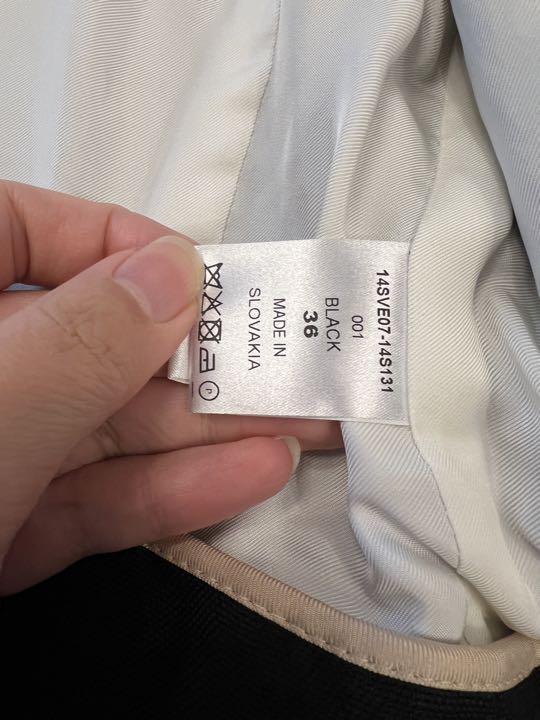 14SVE07-14S131
001
BLACK
36
MADE IN
SLOVAKIA
P